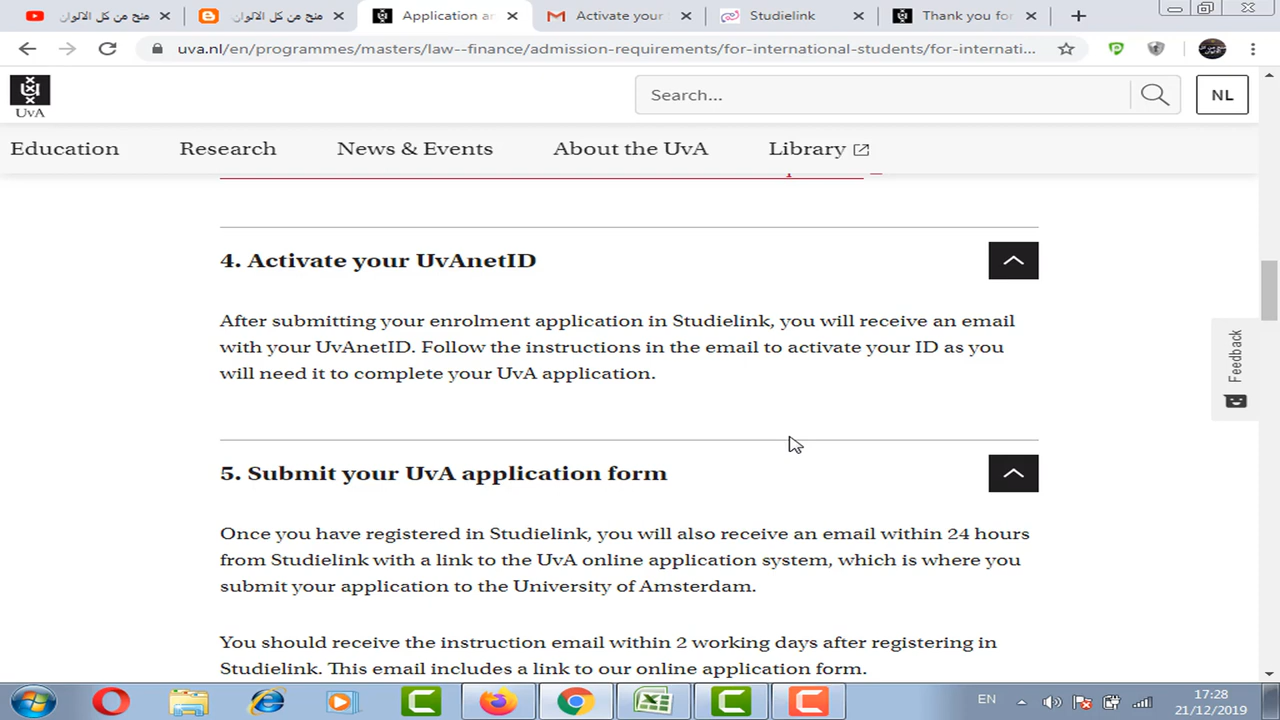 منح من كل الالوان.
منح من كل الالوان.
Application an
Activate your
Studielink
Thank you fo
uva.nl/en/programmes/masters/law--finance/admission-requirements/for-international-students/for-internati...
UvA
Search...
NL
Education
Research
News & Events
About the UvA
Library
4. Activate your UvAnetID
After submitting your enrolment application in Studielink, you will receive an email
with your UvAnetID. Follow the instructions in the email to activate your ID as you
will need it to complete your UvA application.
Feedback
5. Submit your UvA application form
Once you have registered in Studielink, you will also receive an email within 24 hours
from Studielink with a link to the UvA online application system, which is where you
submit your application to the University of Amsterdam.
You should receive the instruction email within 2 working days after registering in
Studielink. This email includes a link to our online application form.
EN
17:28
21/12/2019